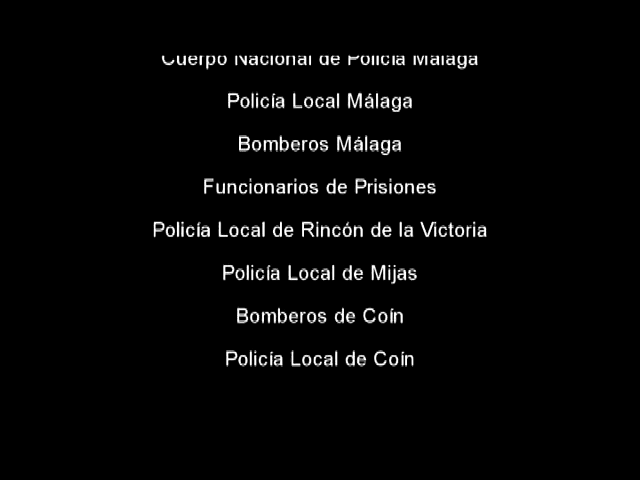 Cuerpo Nacional de Policía Málaga
Policía Local Málaga
Bomberos Málaga
Funcionarios de Prisiones
Policía Local de Rincón de la Victoria
Policía Local de Mijas
Bomberos de Coín
Policía Local de Coín